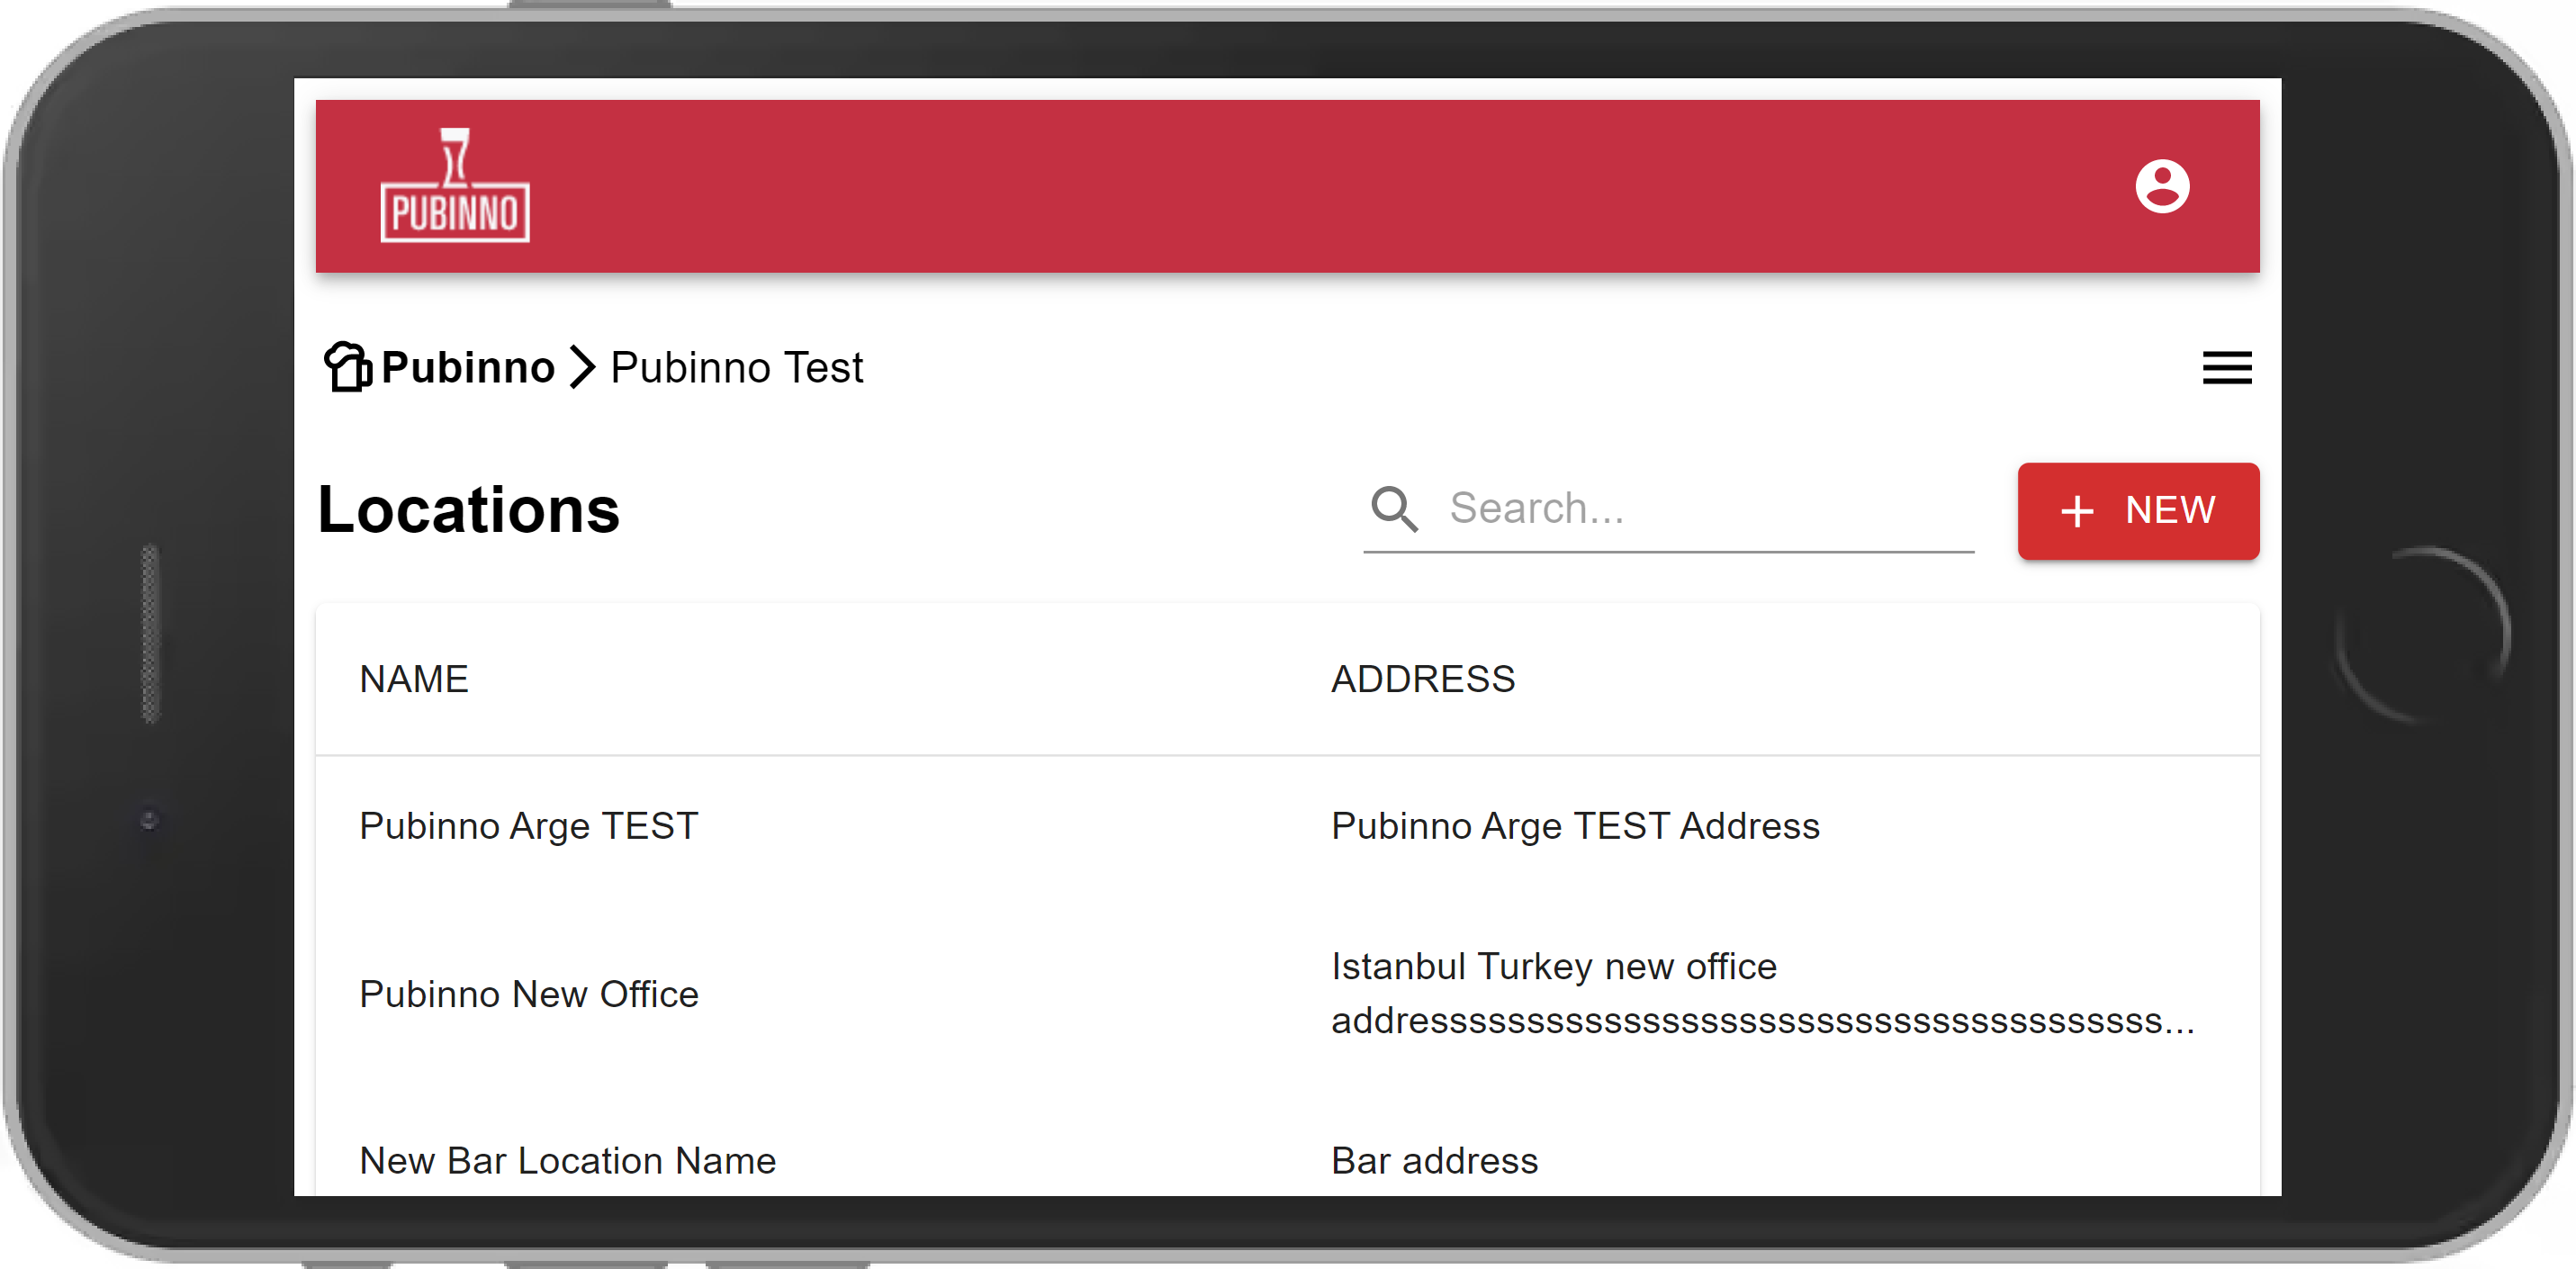 PUBINNO
Pubinno > Pubinno Test
Locations
Search...
+ NEW
NAME ADDRESS
Pubinno Arge TEST Pubinno Arge TEST Address
Pubinno New Office Istanbul Turkey new office
addresssssssssssssssssssssssssssssssssssssss...
New Bar Location Name Bar address